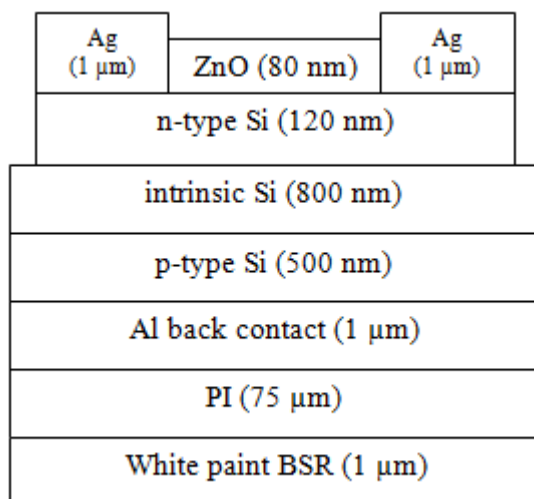 Ag
(1 µm)
ZnO (80 nm)
Ag
(1 µm)
n-type Si (120 nm)
intrinsic Si (800 nm)
p-type Si (500 nm)
Al back contact (1 µm)
PI (75 µm)
White paint BSR (1 µm)